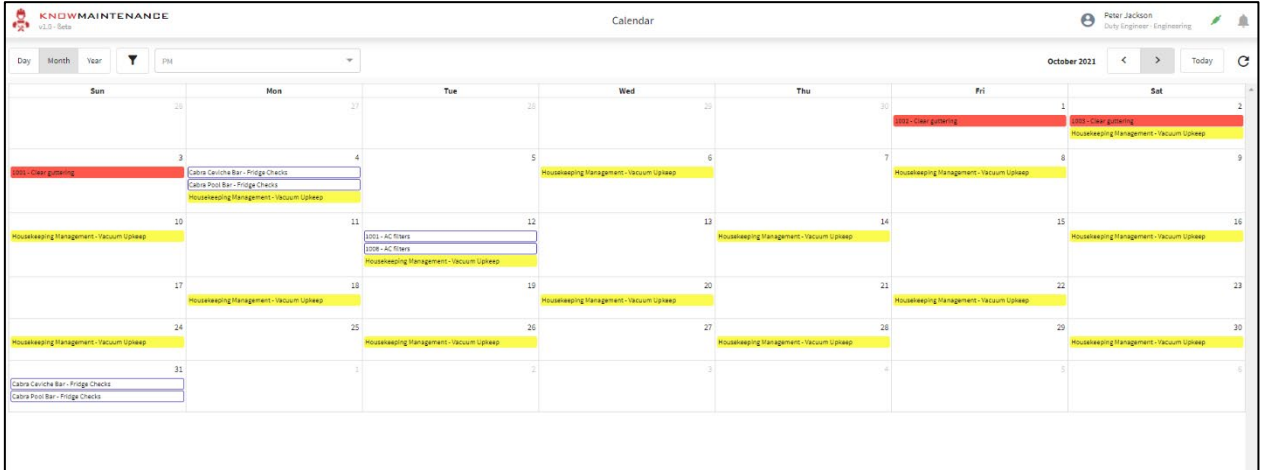 KNOWMAINTENANCE
v1.0 - Beta
Calendar
Peter Jackson
Duty Engineer - Engineering
Day Month Year PM October 2021 < > Today
Sun Mon Tue Wed Thu Fri Sat
26 27 28 29 30 1 2
1002 - Clear guttering 1003 - Clear guttering
Housekeeping Management - Vacuum Upkeep
3 4 5 6 7 8 9
1001 - Clear guttering Cabra Ceviche Bar - Fridge Checks Housekeeping Management - Vacuum Upkeep Housekeeping Management - Vacuum Upkeep
Cabra Pool Bar - Fridge Checks
Housekeeping Management - Vacuum Upkeep
10 11 12 13 14 15 16
Housekeeping Management - Vacuum Upkeep 1001 - AC filters Housekeeping Management - Vacuum Upkeep Housekeeping Management - Vacuum Upkeep
1008 - AC filters
Housekeeping Management - Vacuum Upkeep
17 18 19 20 21 22 23
Housekeeping Management - Vacuum Upkeep Housekeeping Management - Vacuum Upkeep Housekeeping Management - Vacuum Upkeep
24 25 26 27 28 29 30
Housekeeping Management - Vacuum Upkeep Housekeeping Management - Vacuum Upkeep Housekeeping Management - Vacuum Upkeep Housekeeping Management - Vacuum Upkeep
31 1 2 3 4 5 6
Cabra Ceviche Bar - Fridge Checks
Cabra Pool Bar - Fridge Checks